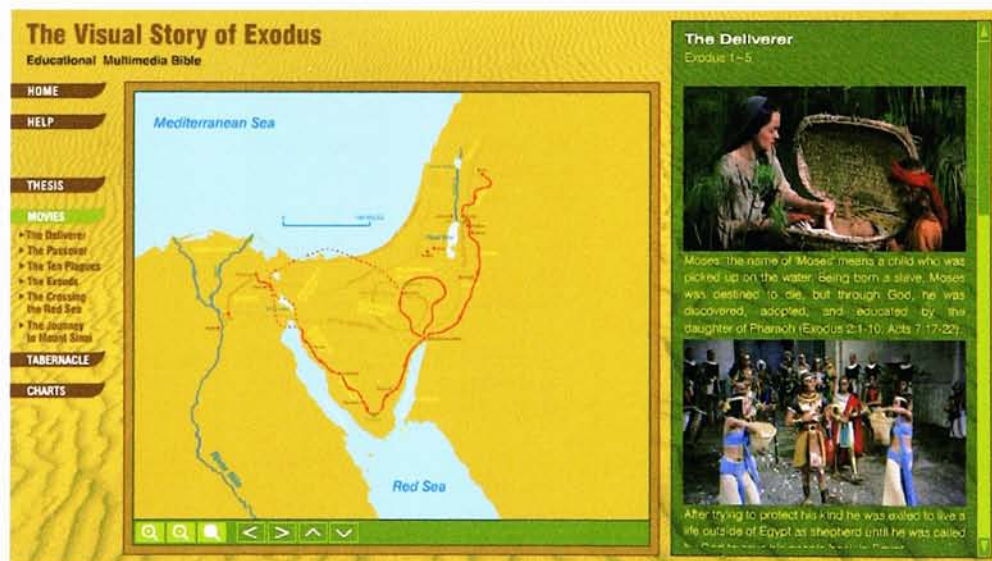 The Visual Story of Exodus
Educational Multimedia Bible
HOME
HELP
THESIS
MOVIES
The Deliverer
The Passover
The Ten Plagues
The Exodus
The Crossing
the Red Sea
The Journey
to Mount Sinai
TABERNACLE
CHARTS
Mediterranean Sea
River Nile
Red Sea
< >
The Deliverer
Exodus 1~5
Moses: the name of 'Moses' means a child who was
picked up on the water. Being born a slave, Moses
was destined to die, but through God, he was
discovered, adopted, and educated by the
daughter of Pharaoh (Exodus 2:1-10; Acts 7:17-22).
After trying to protect his kind he was exiled to live a
life outside of Egypt as shepherd until he was called